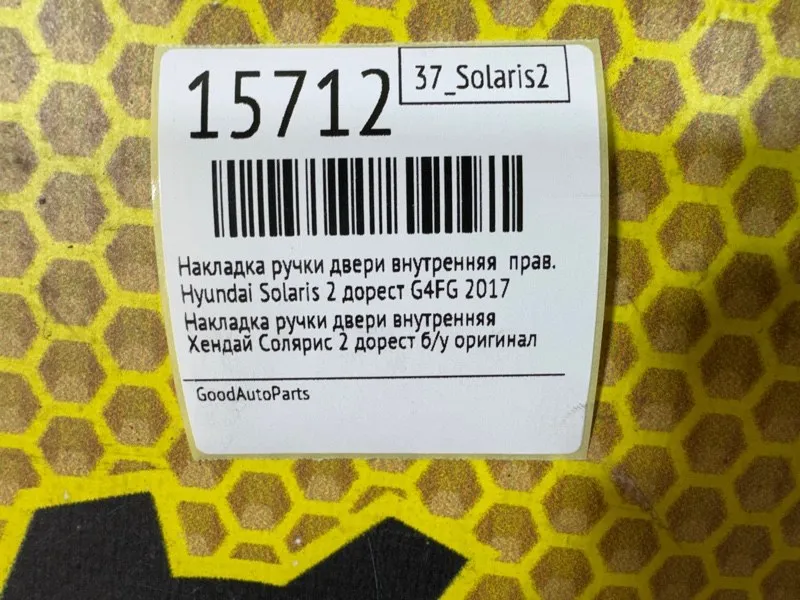 15712
37_Solaris2
Накладка ручки двери внутренняя прав.
Hyundai Solaris 2 дорест G4FG 2017
Накладка ручки двери внутренняя
Хендай Солярис 2 дорест б/у оригинал
GoodAutoParts